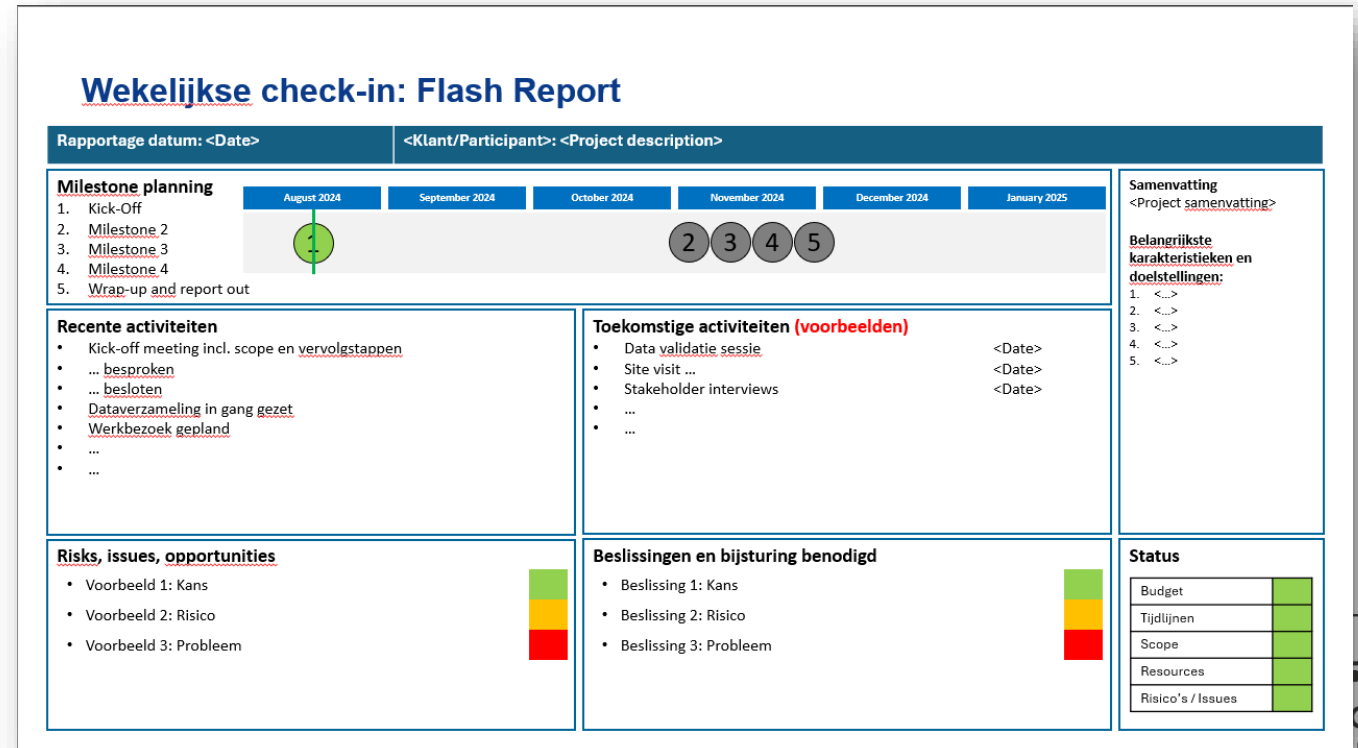 Wekelijkse check-in: Flash Report
Rapportage datum: <Date>
<Klant/Participant>: <Project description>
Milestone planning
1. Kick-Off
2. Milestone 2
3. Milestone 3
4. Milestone 4
5. Wrap-up and report out
August 2024
September 2024
October 2024
November 2024
December 2024
January 2025
1
2
3
4
5
Samenvatting
<Project samenvatting>
Belangrijkste
karakteristieken en
doelstellingen:
1. <...>
2. <...>
3. <...>
4. <...>
5. <...>
Recente activiteiten
• Kick-off meeting incl. scope en vervolgstappen
• ... besproken
• ... besloten
• Dataverzameling in gang gezet
• Werkbezoek gepland
• ...
• ...
Toekomstige activiteiten (voorbeelden)
• Data validatie sessie <Date>
• Site visit ... <Date>
• Stakeholder interviews <Date>
• ...
• ...
Risks, issues, opportunities
• Voorbeeld 1: Kans
• Voorbeeld 2: Risico
• Voorbeeld 3: Probleem
Beslissingen en bijsturing benodigd
• Beslissing 1: Kans
• Beslissing 2: Risico
• Beslissing 3: Probleem
Status
Budget
Tijdlijnen
Scope
Resources
Risico's / Issues